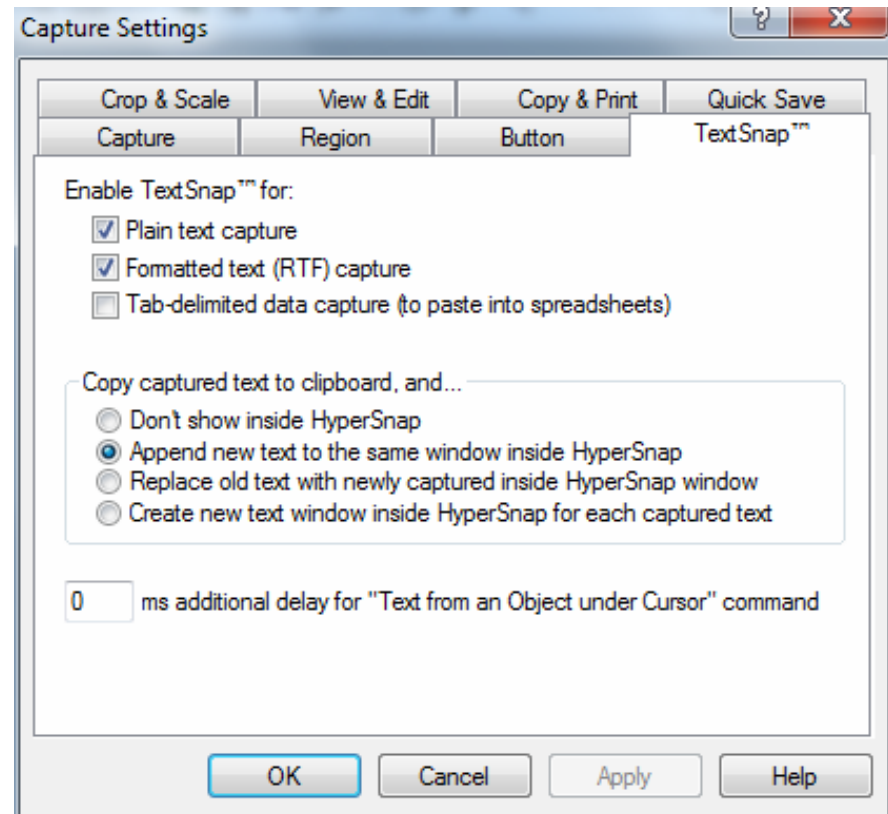 Capture Settings
?
Crop & Scale View & Edit Copy & Print Quick Save
Capture Region Button TextSnap™
Enable TextSnap™ for:
Plain text capture
Formatted text (RTF) capture
Tab-delimited data capture (to paste into spreadsheets)
Copy captured text to clipboard, and...
Don't show inside HyperSnap
Append new text to the same window inside HyperSnap
Replace old text with newly captured inside HyperSnap window
Create new text window inside HyperSnap for each captured text
0 ms additional delay for "Text from an Object under Cursor" command
OK Cancel Apply Help